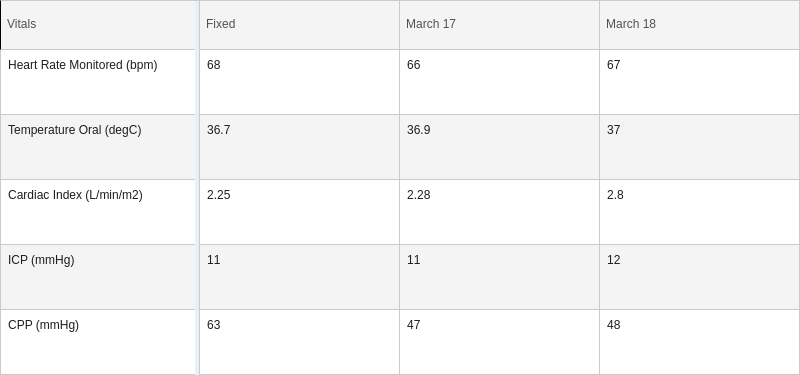 Vitals Fixed March 17 March 18
Heart Rate Monitored (bpm) 68 66 67
Temperature Oral (degC) 36.7 36.9 37
Cardiac Index (L/min/m2) 2.25 2.28 2.8
ICP (mmHg) 11 11 12
CPP (mmHg) 63 47 48